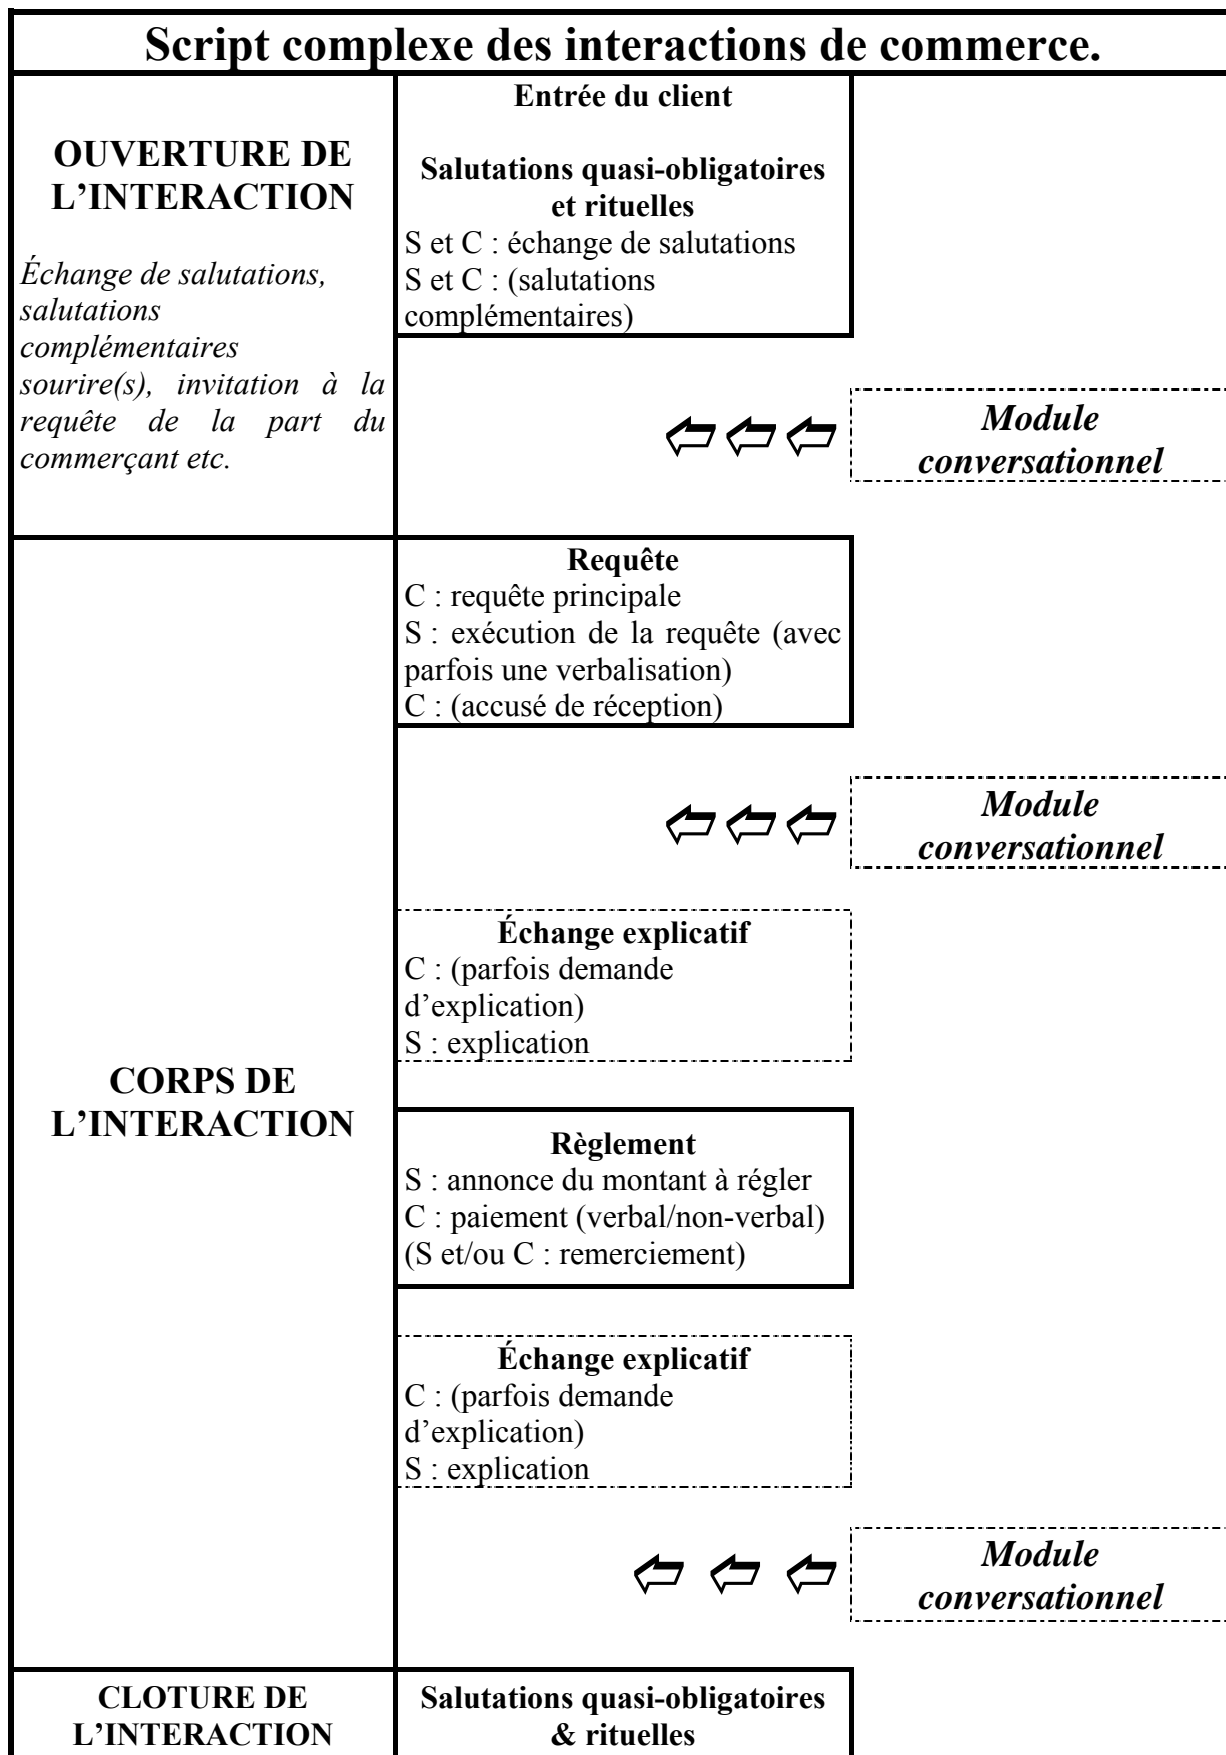 Script complexe des interactions de commerce.
OUVERTURE DE
L’INTERACTION
Échange de salutations,
salutations
complémentaires
sourire(s), invitation à la
requête de la part du
commerçant etc.
Entrée du client
Salutations quasi-obligatoires
et rituelles
S et C : échange de salutations
S et C : (salutations
complémentaires)
Module
conversationnel
CORPS DE
L’INTERACTION
Requête
C : requête principale
S : exécution de la requête (avec
parfois une verbalisation)
C : (accusé de réception)
Module
conversationnel
Échange explicatif
C : (parfois demande
d’explication)
S : explication
Règlement
S : annonce du montant à régler
C : paiement (verbal/non-verbal)
(S et/ou C : remerciement)
Échange explicatif
C : (parfois demande
d’explication)
S : explication
Module
conversationnel
CLOTURE DE
L’INTERACTION
Salutations quasi-obligatoires
& rituelles